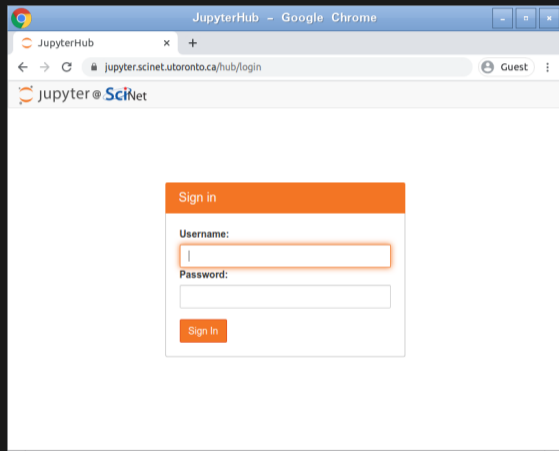 JupyterHub – Google Chrome
JupyterHub
jupyter.scinet.utoronto.ca/hub/login
Guest
jupyter@SciNet
Sign in
Username:
Password:
Sign In